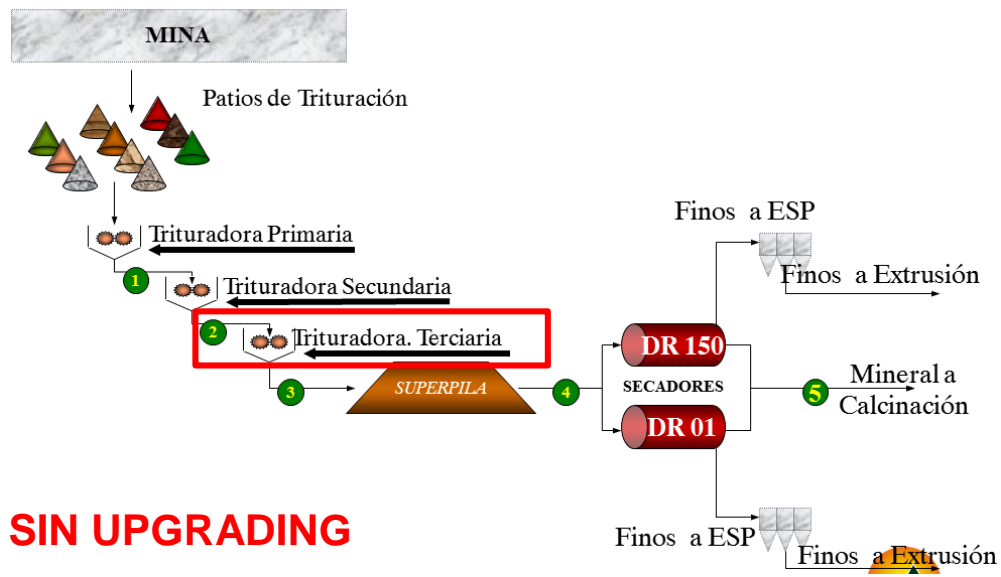 MINA
Patios de Trituración
Trituradora Primaria
1
Trituradora Secundaria
2
Trituradora. Terciaria
3
SUPERPILA
4
Finos a ESP
Finos a Extrusión
DR 150
SECADORES
DR 01
5
Mineral a
Calcinación
Finos a ESP
Finos a Extrusión
SIN UPGRADING